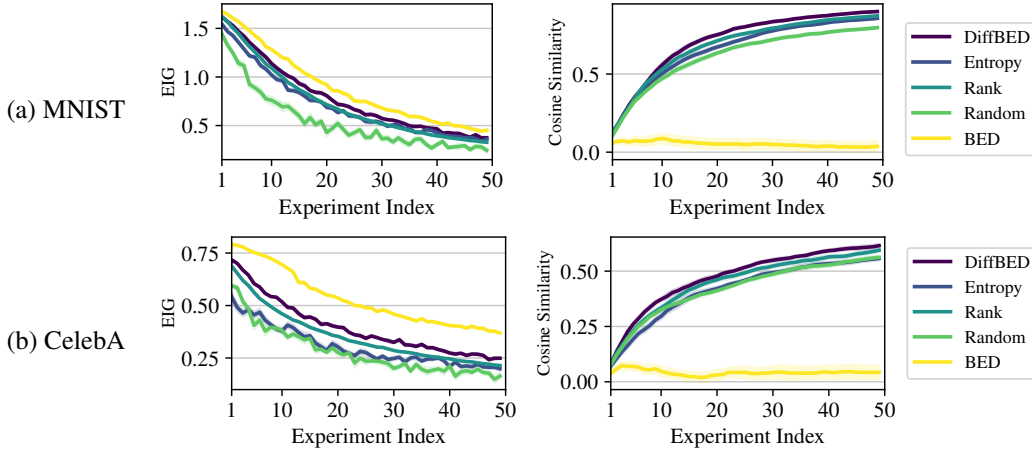 (a) MNIST
EIG
1.5
1.0
0.5
1 10 20 30 40 50
Experiment Index
Cosine Similarity
0.5
0.0
1 10 20 30 40 50
Experiment Index
DiffBED
Entropy
Rank
Random
BED
(b) CelebA
EIG
0.75
0.50
0.25
1 10 20 30 40 50
Experiment Index
Cosine Similarity
0.50
0.25
0.00
1 10 20 30 40 50
Experiment Index
DiffBED
Entropy
Rank
Random
BED